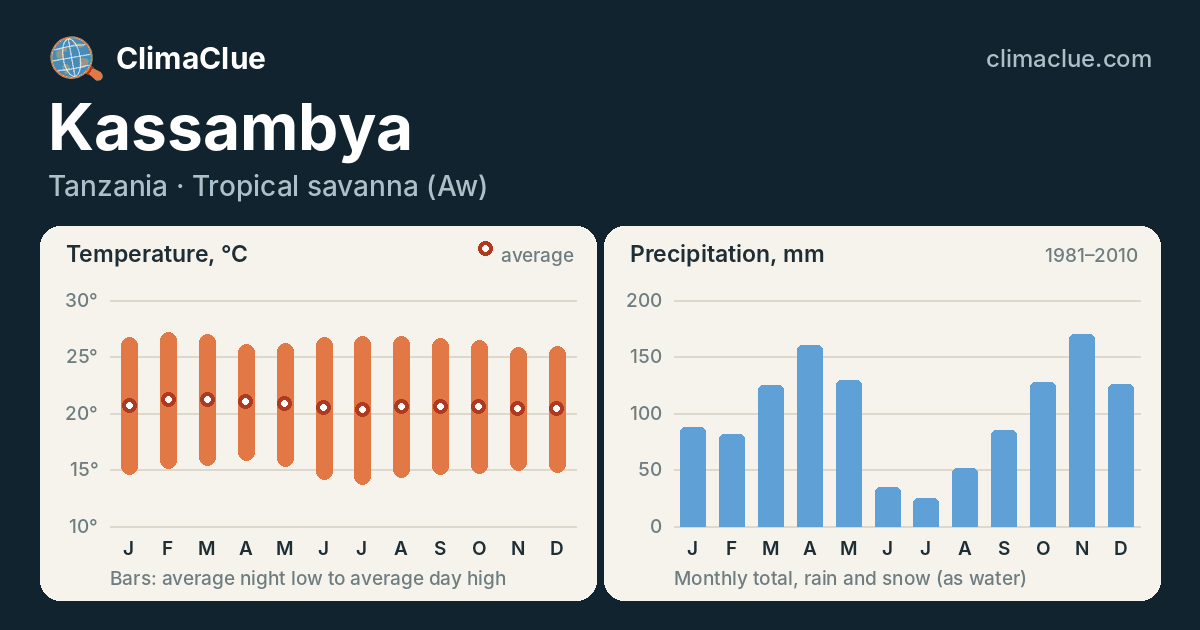 ClimaClue
climaclue.com
Kassambya
Tanzania · Tropical savanna (Aw)
Temperature, °C
average
30°
25°
20°
15°
10°
J F M A M J J A S O N D
Bars: average night low to average day high
Precipitation, mm
1981–2010
200
150
100
50
0
J F M A M J J A S O N D
Monthly total, rain and snow (as water)